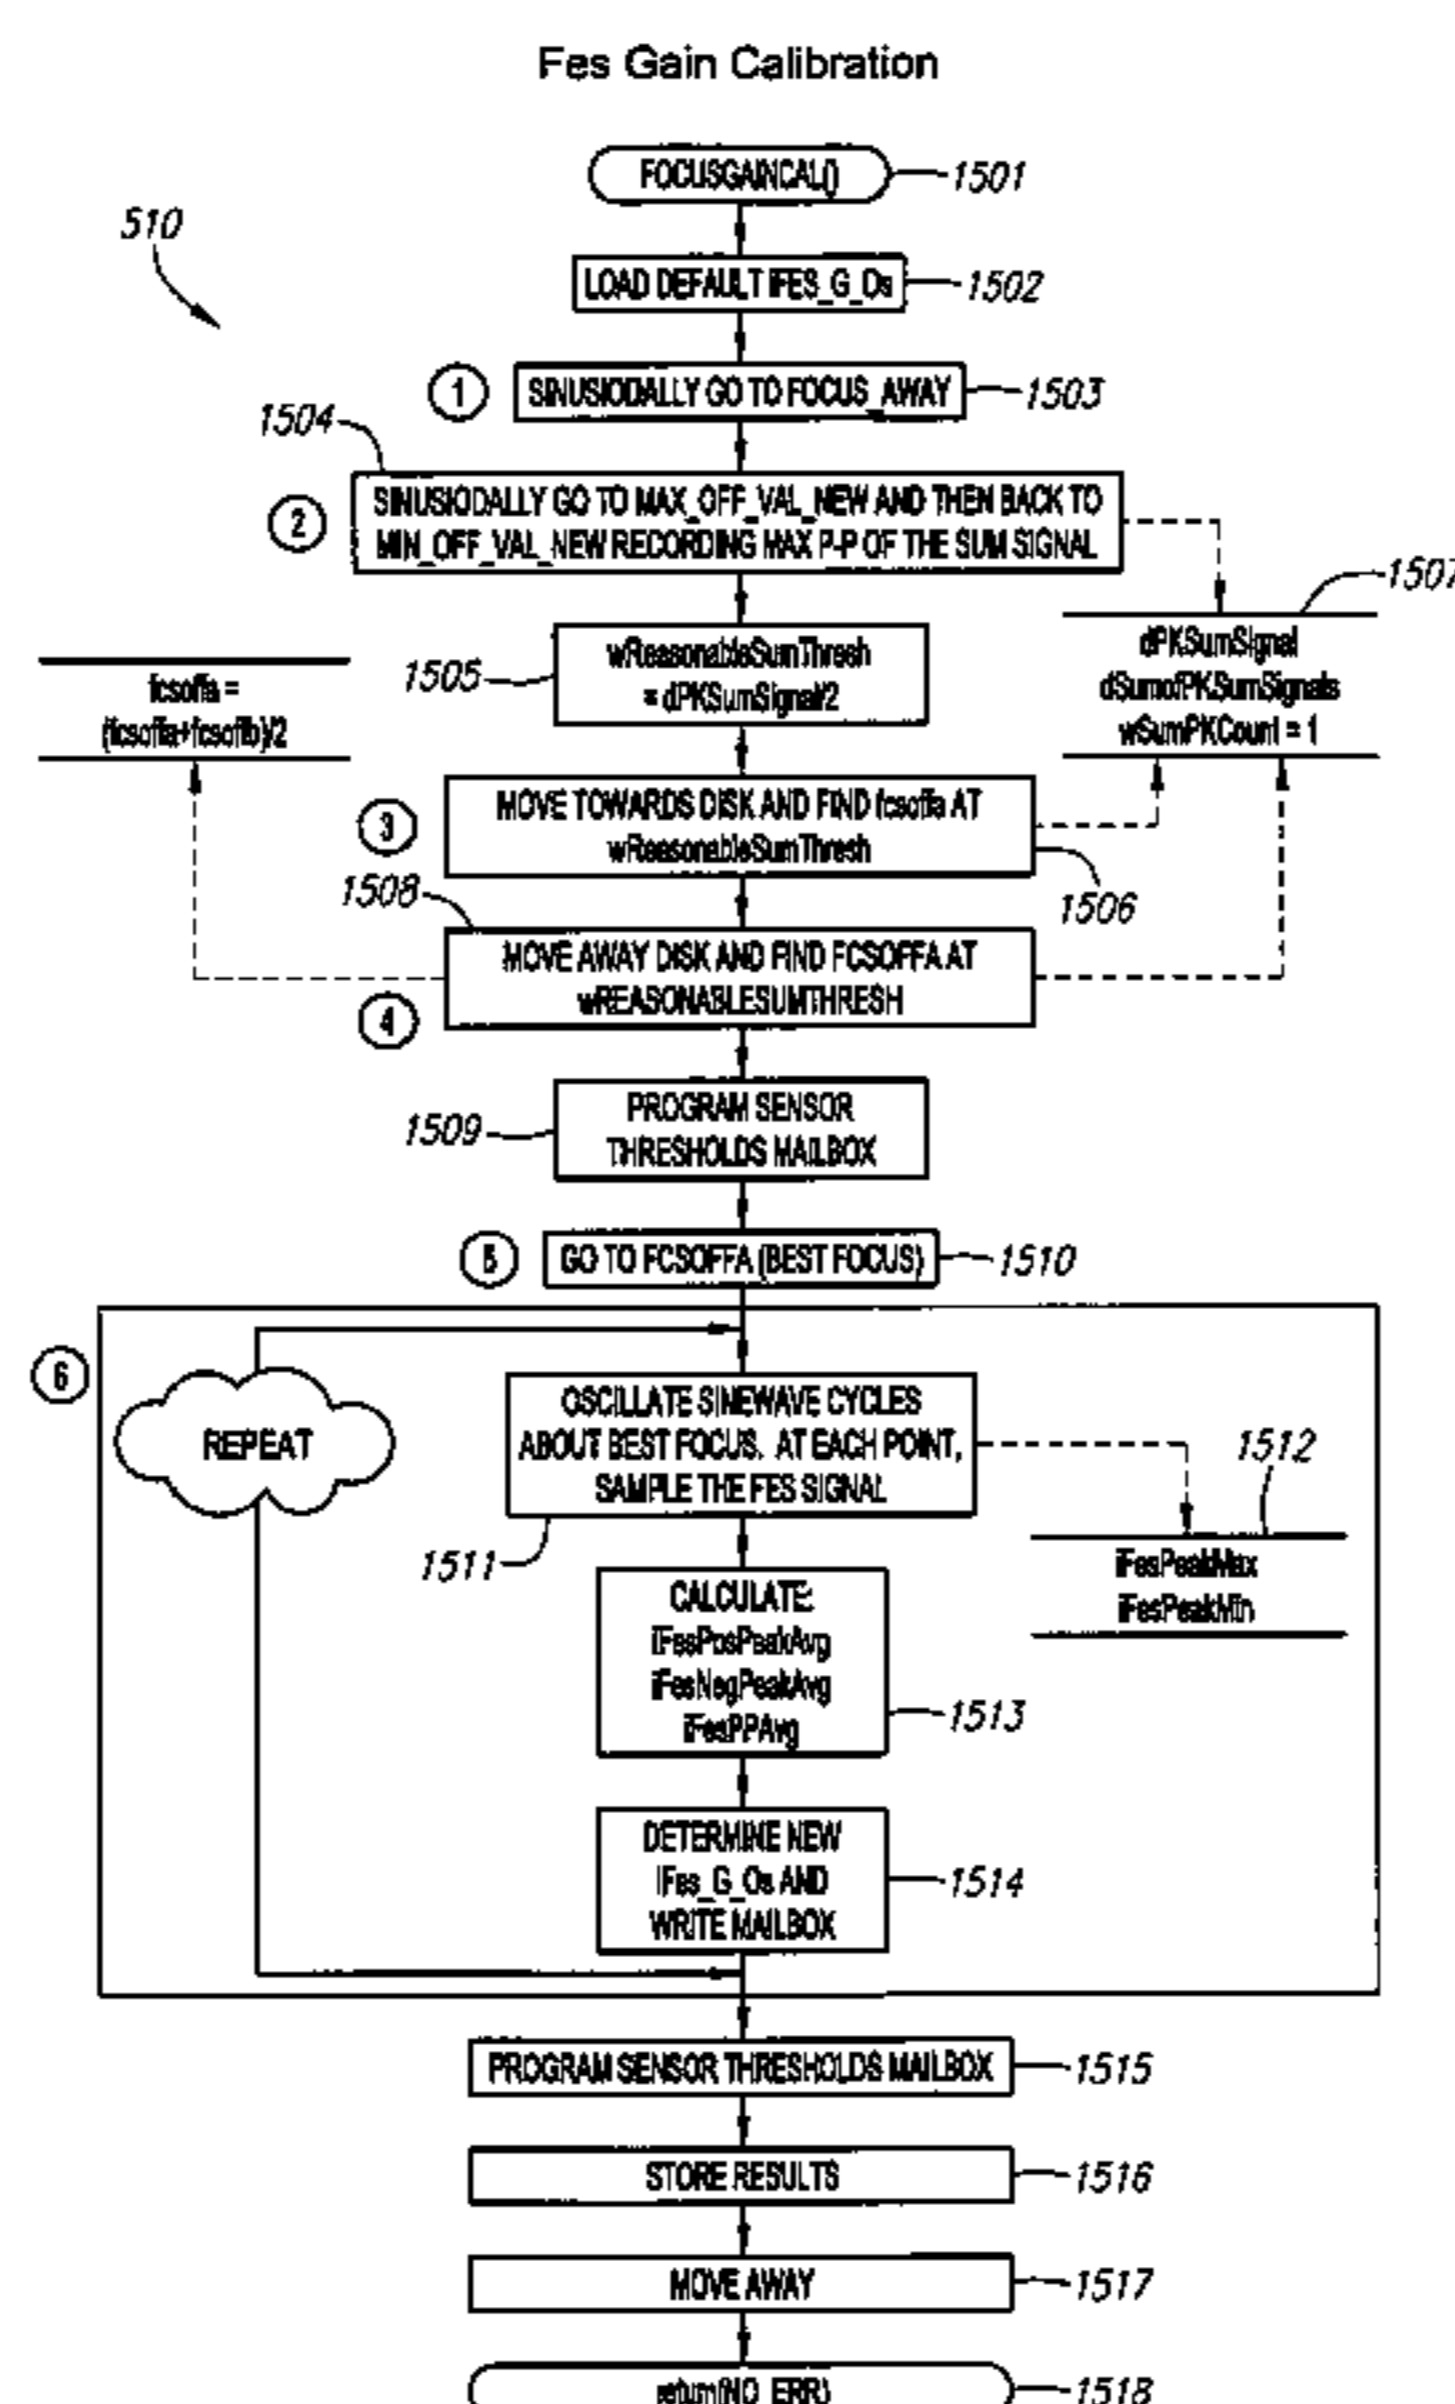 Fes Gain Calibration
FOCUSGAINCAL()
1501
510
LOAD DEFAULT IFES_G_Os
1502
1
SINUSIODALLY GO TO FOCUS_AWAY
1503
1504
2
SINUSIODALLY GO TO MAX_OFF_VAL_NEW AND THEN BACK TO
MIN_OFF_VAL_NEW RECORDING MAX P-P OF THE SUM SIGNAL
1507
dPKSumSignal
dSumofPKSumSignals
wSumPKCount = 1
1505
wReasonableSumThresh
= dPKSumSignal/2
fcsoffa =
(fcsoffa+fcsoffb)/2
3
MOVE TOWARDS DISK AND FIND fcsoffa AT
wReasonableSumThresh
1506
1508
MOVE AWAY DISK AND FIND FCSOFFA AT
wREASONABLESUMTHRESH
4
1509
PROGRAM SENSOR
THRESHOLDS MAILBOX
5
GO TO FCSOFFA (BEST FOCUS)
1510
6
REPEAT
OSCILLATE SINEWAVE CYCLES
ABOUT BEST FOCUS. AT EACH POINT,
SAMPLE THE FES SIGNAL
1511
1512
iFesPeakMax
iFesPeakMin
CALCULATE:
iFesPosPeakAvg
iFesNegPeakAvg
iFesPPAvg
1513
DETERMINE NEW
IFes_G_Os AND
WRITE MAILBOX
1514
PROGRAM SENSOR THRESHOLDS MAILBOX
1515
STORE RESULTS
1516
MOVE AWAY
1517
return(NO_ERR)
1518